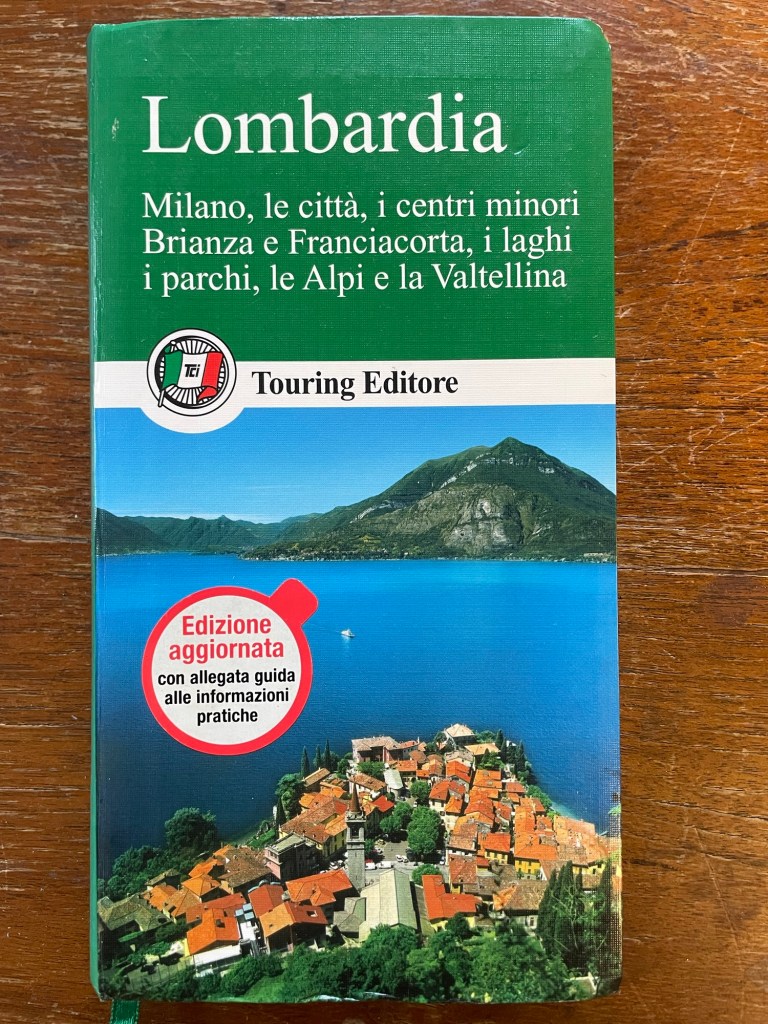 Lombardia
Milano, le città, i centri minori
Brianza e Franciacorta, i laghi
i parchi, le Alpi e la Valtellina
TCi
Touring Editore
Edizione
aggiornata
con allegata guida
alle informazioni
pratiche